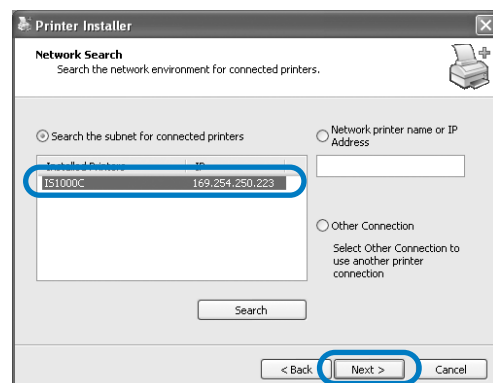 Printer Installer
Network Search
Search the network environment for connected printers.
Search the subnet for connected printers
Installed Printers IP
IS1000C 169.254.250.223
Network printer name or IP
Address
Other Connection
Select Other Connection to
use another printer
connection
Search
< Back Next > Cancel